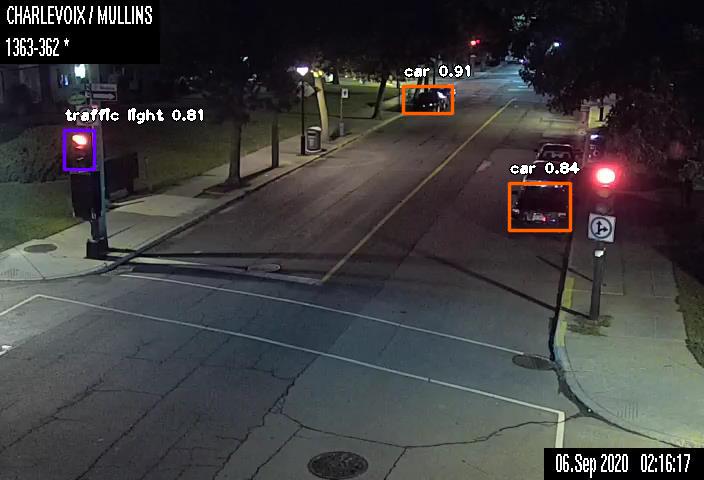 CHARLEVOIX / MULLINS
1363-362 *
car 0.91
traffic light 0.81
car 0.84
06.Sep 2020 02:16:17